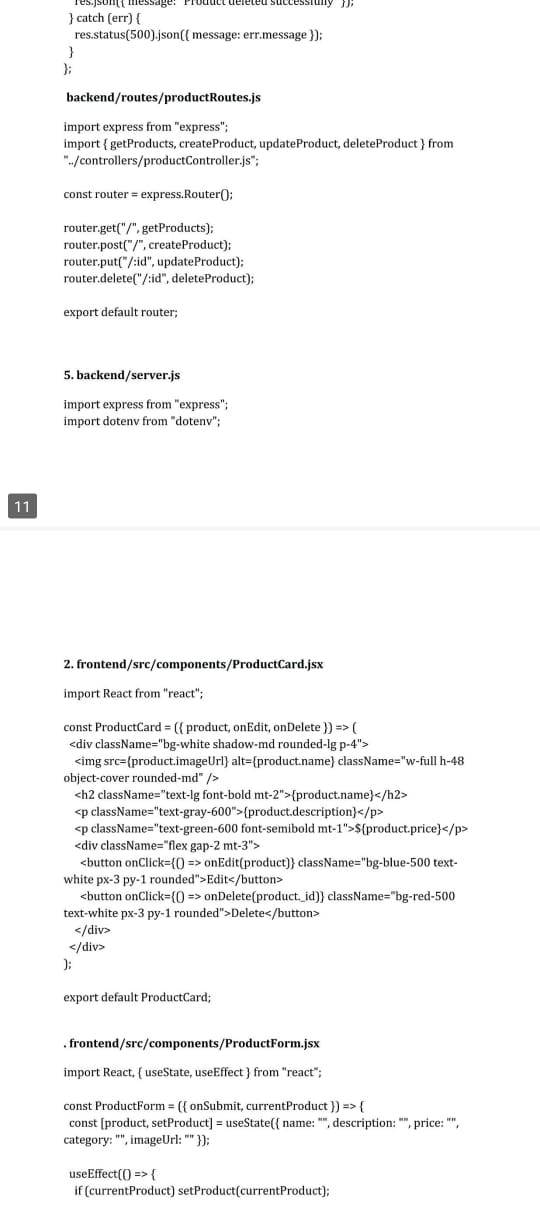 res.json({ message: "Product deleted successfully" });
} catch (err) {
res.status(500).json({ message: err.message });
}
};
backend/routes/productRoutes.js
import express from "express";
import { getProducts, createProduct, updateProduct, deleteProduct } from
"../controllers/productController.js";
const router = express.Router();
router.get("/", getProducts);
router.post("/", createProduct);
router.put("/:id", updateProduct);
router.delete("/:id", deleteProduct);
export default router;
5. backend/server.js
import express from "express";
import dotenv from "dotenv";
11
2. frontend/src/components/ProductCard.jsx
import React from "react";
const ProductCard = ({ product, onEdit, onDelete }) => (
<div className="bg-white shadow-md rounded-lg p-4">
<img src={product.imageUrl} alt={product.name} className="w-full h-48
object-cover rounded-md" />
<h2 className="text-lg font-bold mt-2">{product.name}</h2>
<p className="text-gray-600">{product.description}</p>
<p className="text-green-600 font-semibold mt-1">${product.price}</p>
<div className="flex gap-2 mt-3">
<button onClick={() => onEdit(product)} className="bg-blue-500 text-
white px-3 py-1 rounded">Edit</button>
<button onClick={() => onDelete(product._id)} className="bg-red-500
text-white px-3 py-1 rounded">Delete</button>
</div>
</div>
);
export default ProductCard;
. frontend/src/components/ProductForm.jsx
import React, { useState, useEffect } from "react";
const ProductForm = ({ onSubmit, currentProduct }) => {
const [product, setProduct] = useState({ name: "", description: "", price: "",
category: "", imageUrl: "" });
useEffect(() => {
if (currentProduct) setProduct(currentProduct);